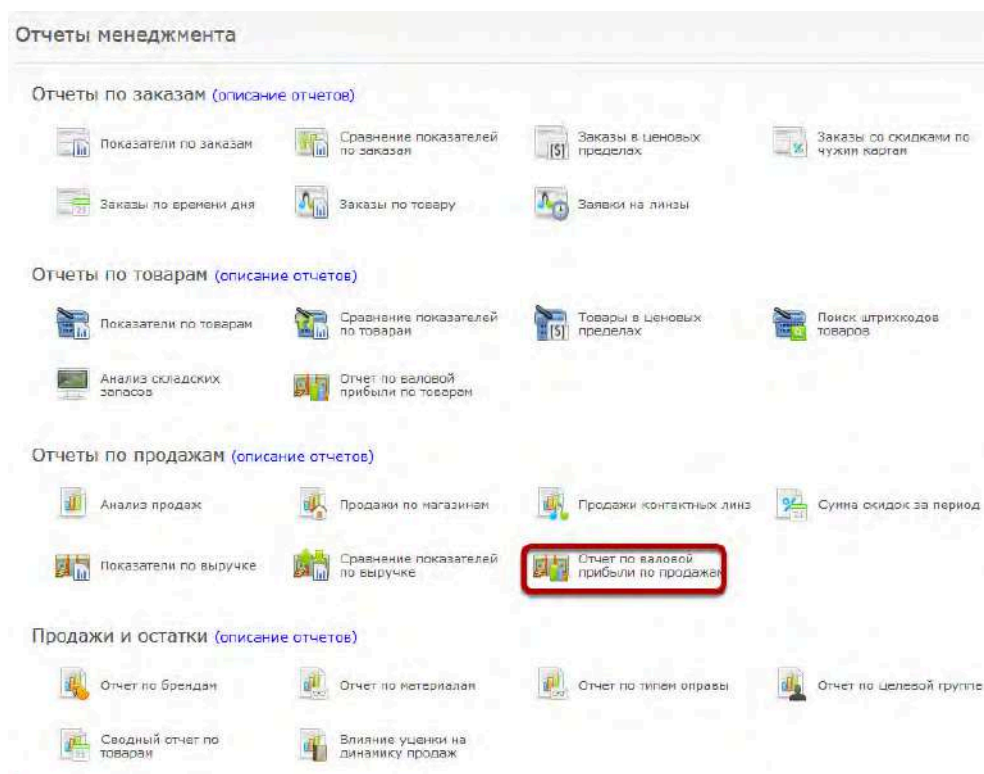 Отчеты менеджмента
Отчеты по заказам (описание отчетов)
Показатели по заказам
Сравнение показателей
по заказам
Заказы в ценовых
пределах
Заказы со скидками по
чужим картам
Заказы по времени дня
Заказы по товару
Заявки на линзы
Отчеты по товарам (описание отчетов)
Показатели по товарам
Сравнение показателей
по товарам
Товары в ценовых
пределах
Поиск штрихкодов
товаров
Анализ складских
запасов
Отчет по валовой
прибыли по товарам
Отчеты по продажам (описание отчетов)
Анализ продаж
Продажи по магазинам
Продажи контактных линз
Сумма скидок за период
Показатели по выручке
Сравнение показателей
по выручке
Отчет по валовой
прибыли по продажам
Продажи и остатки (описание отчетов)
Отчет по брендам
Отчет по материалам
Отчет по типам оправы
Отчет по целевой группе
Сводный отчет по
товарам
Влияние уценки на
динамику продаж